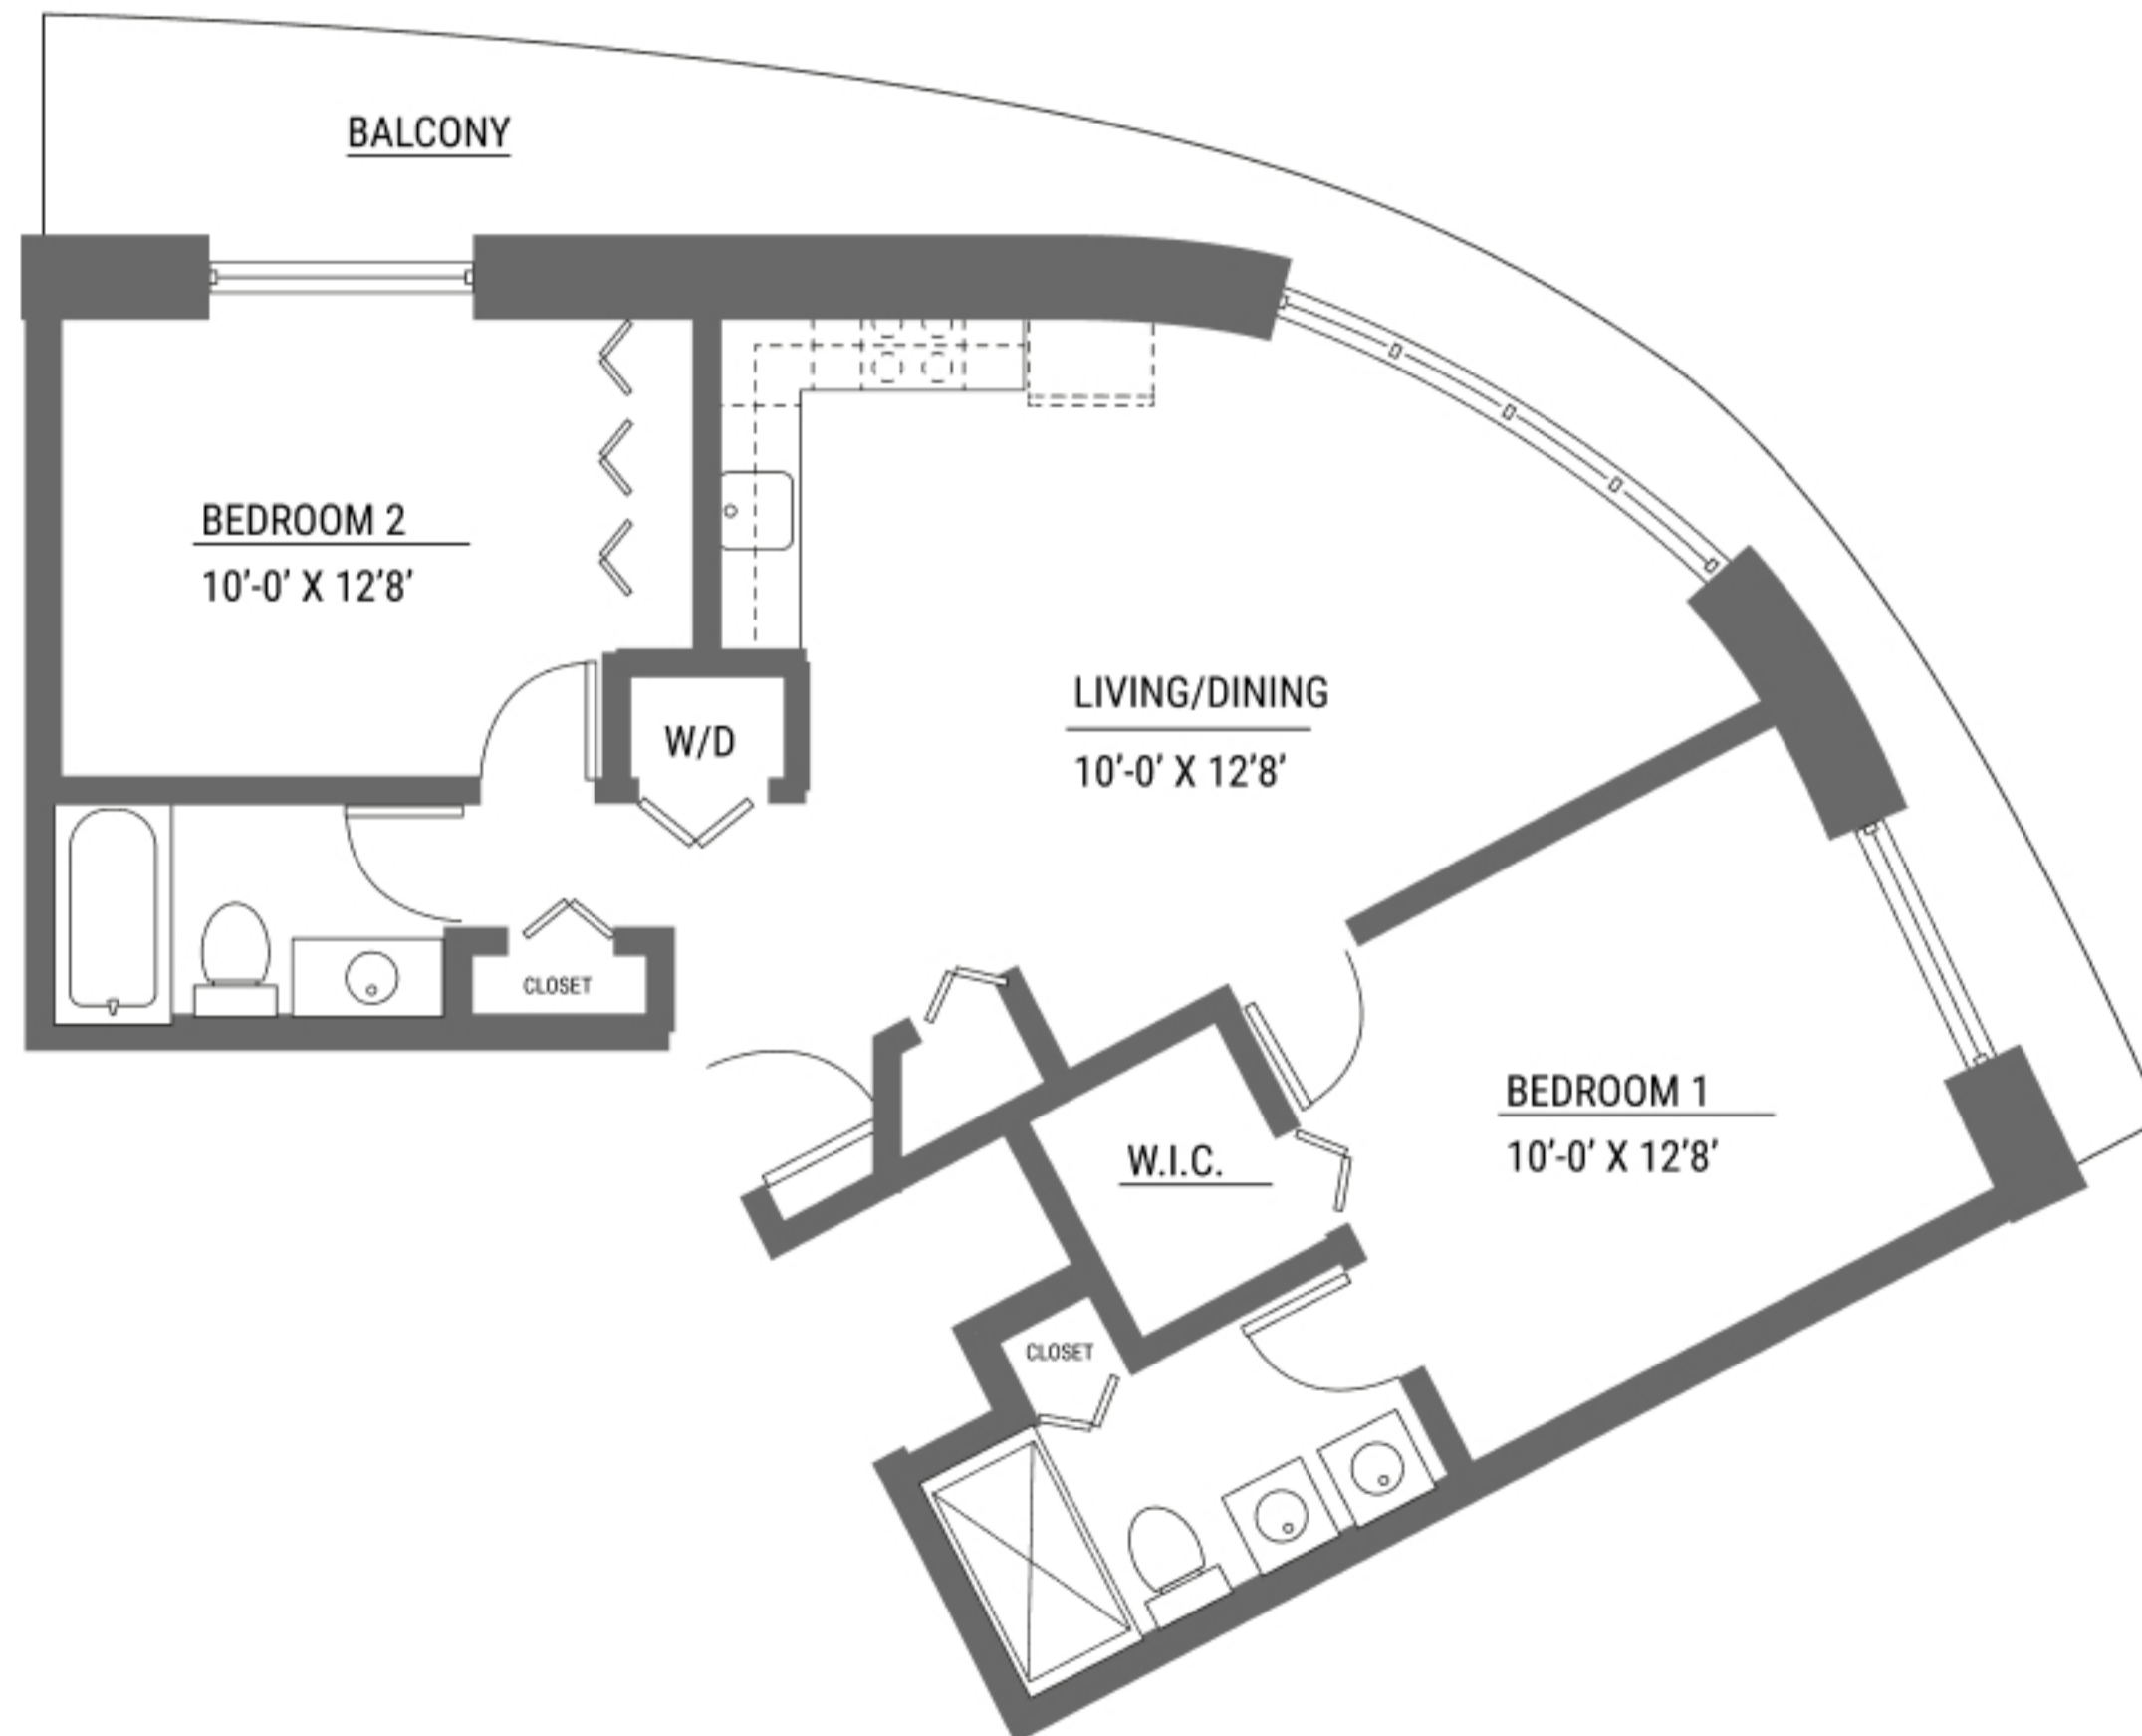 BALCONY
BEDROOM 2
10’-0’ X 12’8’
W/D
LIVING/DINING
10’-0’ X 12’8’
CLOSET
BEDROOM 1
10’-0’ X 12’8’
W.I.C.
CLOSET